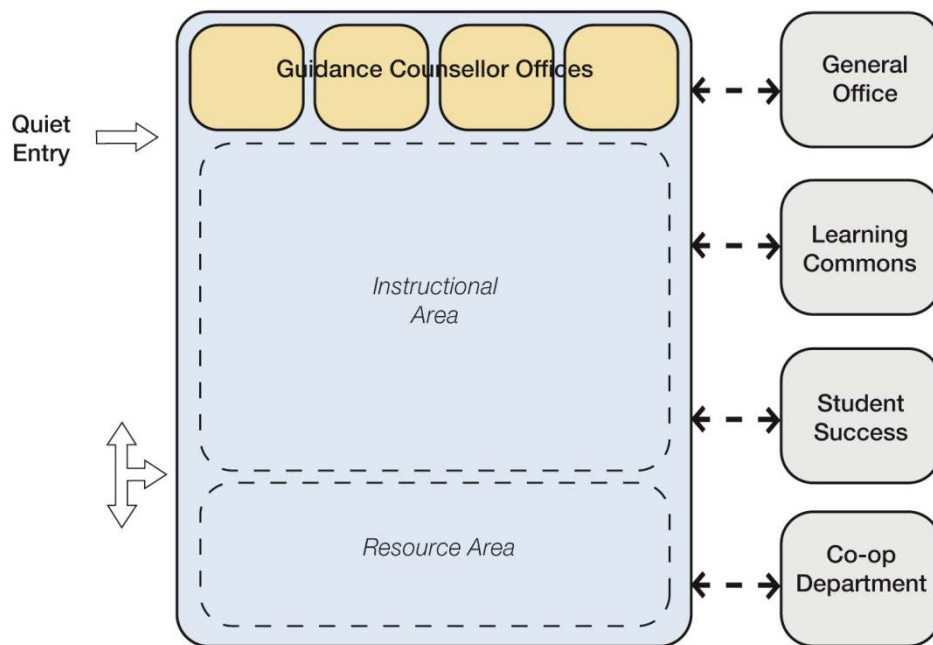 Guidance Counsellor Offices
General
Office
Quiet
Entry
Learning
Commons
Instructional
Area
Student
Success
Resource Area
Co-op
Department